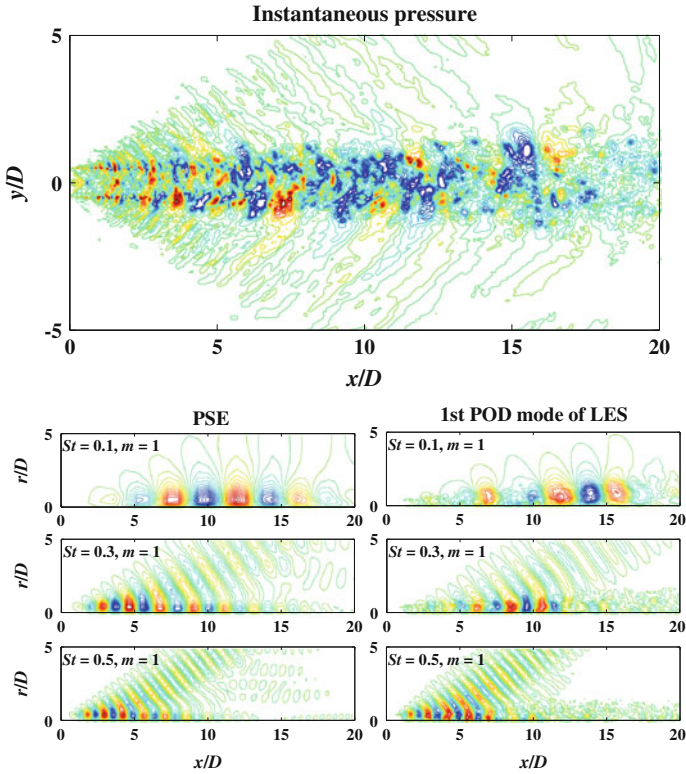 Instantaneous pressure
5
0
-5
y/D
0 5 10 15 20
x/D
PSE
1st POD mode of LES
5
0
r/D
St = 0.1, m = 1
0 5 10 15 20
5
0
St = 0.1, m = 1
0 5 10 15 20
5
0
r/D
St = 0.3, m = 1
0 5 10 15 20
5
0
St = 0.3, m = 1
0 5 10 15 20
5
0
r/D
St = 0.5, m = 1
0 5 10 15 20
x/D
5
0
St = 0.5, m = 1
0 5 10 15 20
x/D